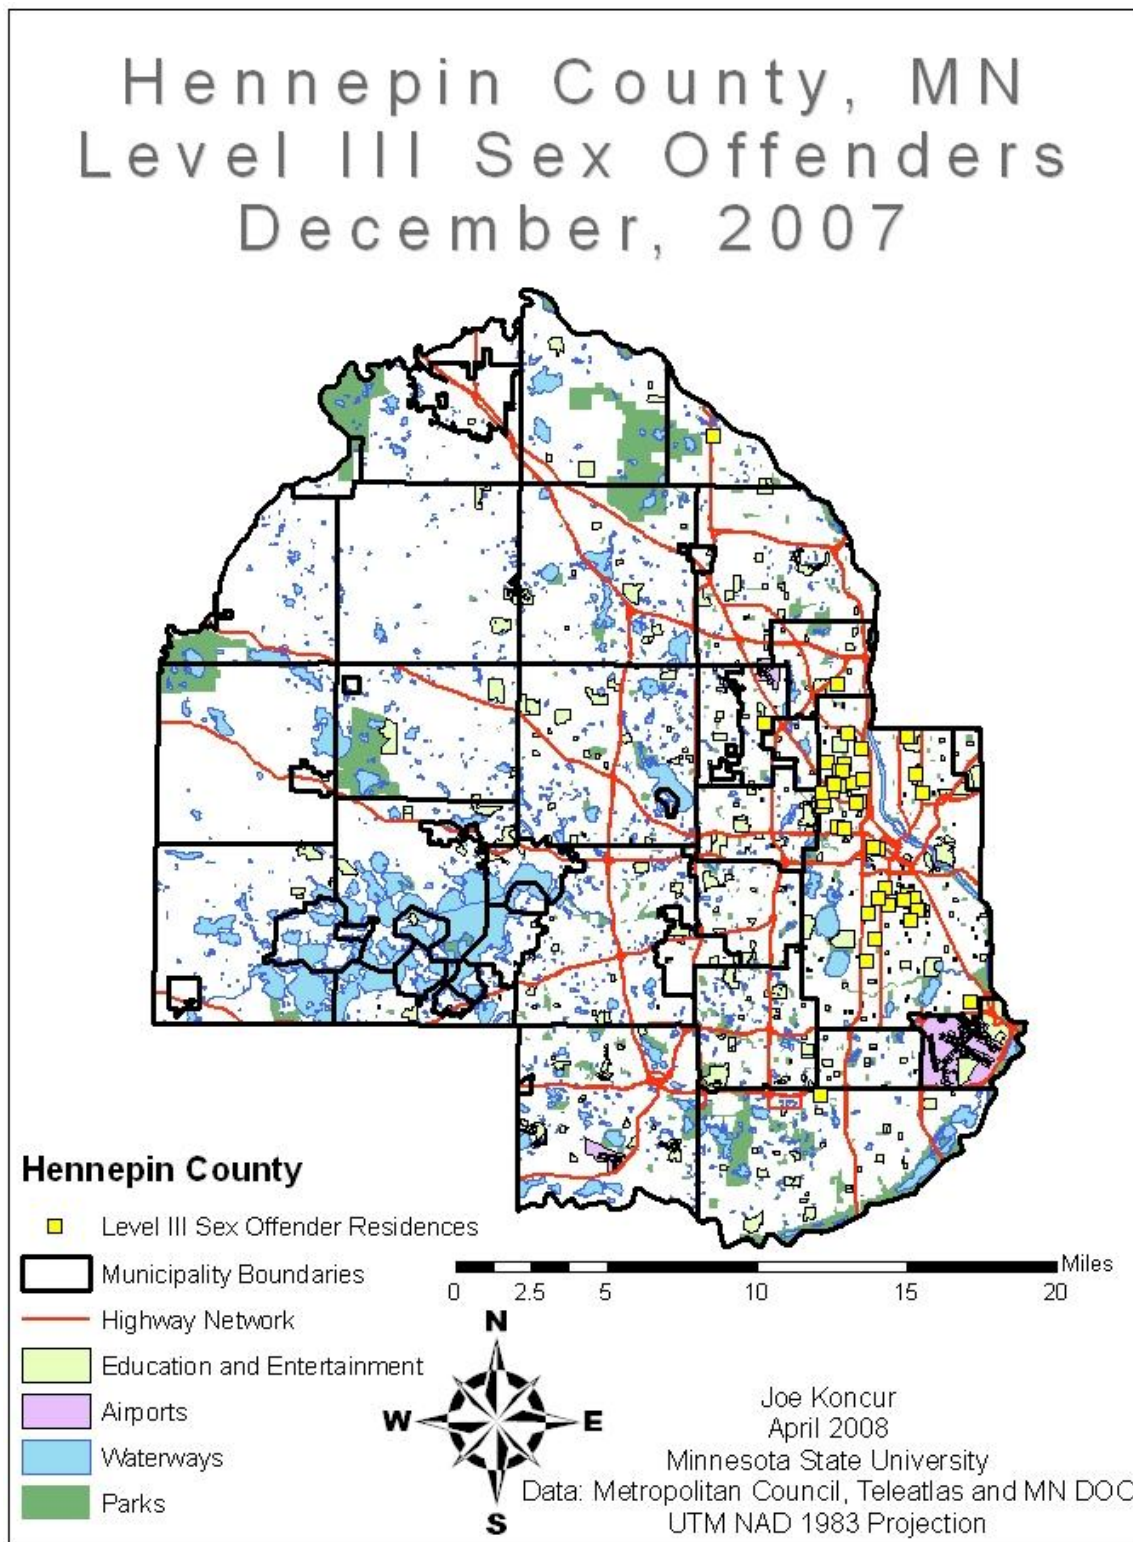 Hennepin County, MN
Level III Sex Offenders
December, 2007
Hennepin County
Level III Sex Offender Residences
Municipality Boundaries
Highway Network
Education and Entertainment
Airports
Waterways
Parks
Miles
0 2.5 5 10 15 20
N
W E
S
Joe Koncur
April 2008
Minnesota State University
Data: Metropolitan Council, Teleatlas and MN DOC
UTM NAD 1983 Projection